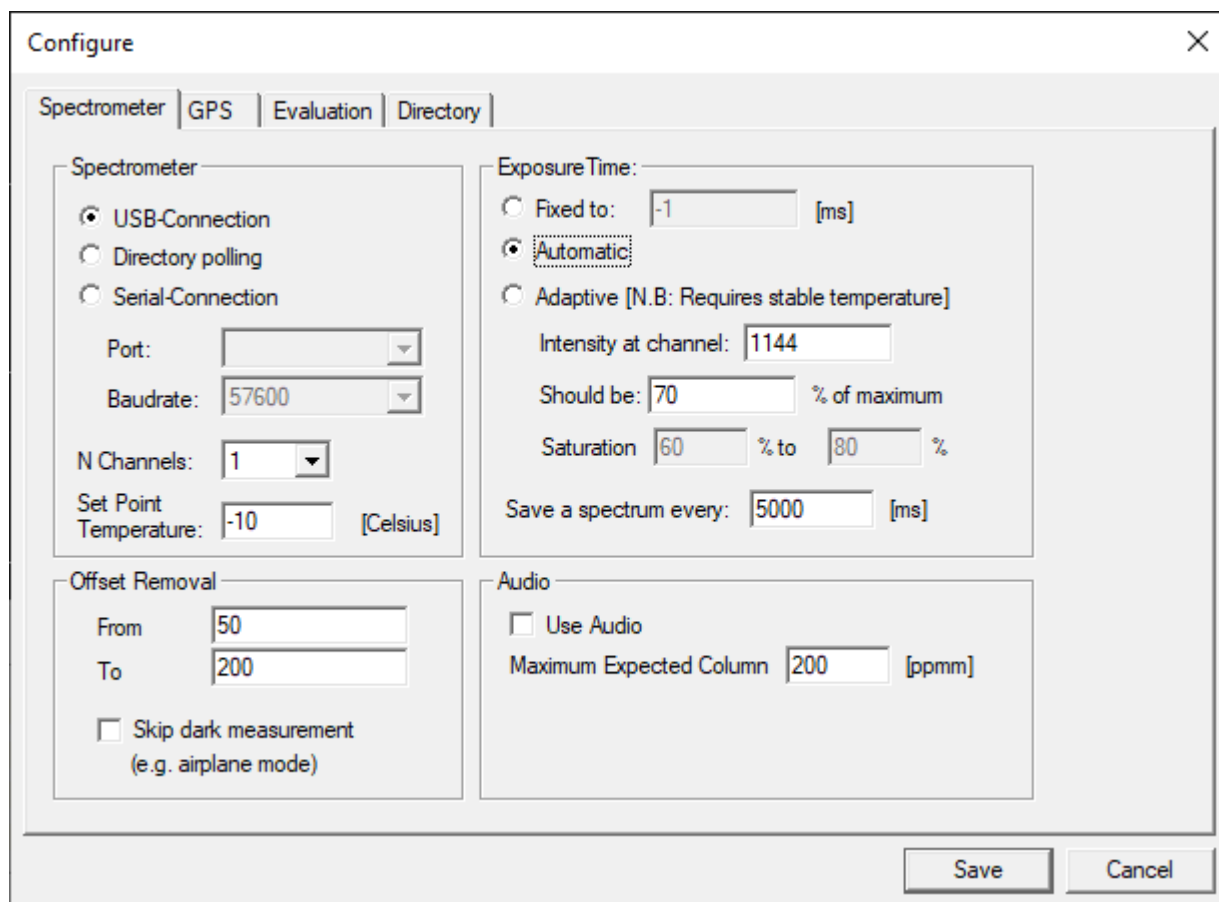 Configure
Spectrometer GPS Evaluation Directory
Spectrometer
USB-Connection
Directory polling
Serial-Connection
Port:
Baudrate: 57600
N Channels: 1
Set Point
Temperature: -10 [Celsius]
Exposure Time:
Fixed to: -1 [ms]
Automatic
Adaptive [N.B: Requires stable temperature]
Intensity at channel: 1144
Should be: 70 % of maximum
Saturation 60 % to 80 %
Save a spectrum every: 5000 [ms]
Offset Removal
From 50
To 200
Skip dark measurement
(e.g. airplane mode)
Audio
Use Audio
Maximum Expected Column 200 [ppmm]
Save Cancel